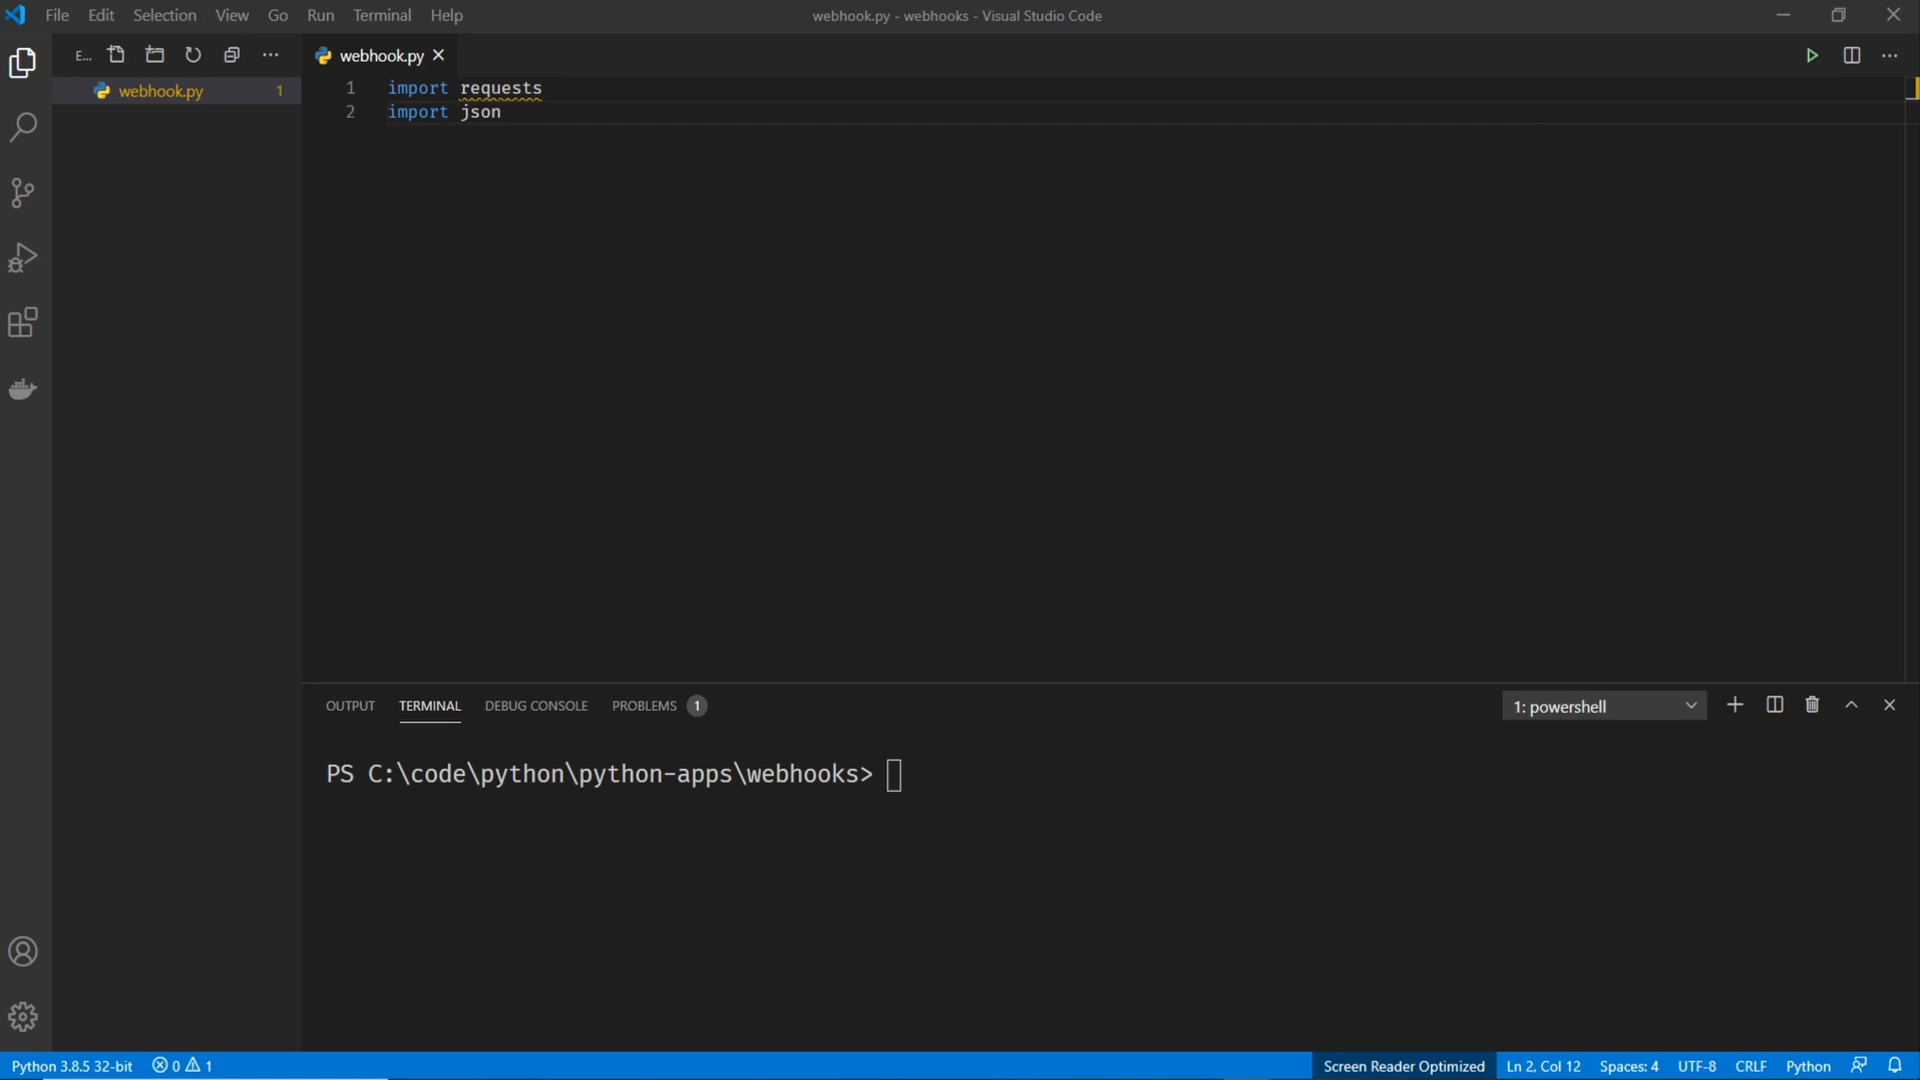 File Edit Selection View Go Run Terminal Help
webhook.py - webhooks - Visual Studio Code
E...
webhook.py
webhook.py 1
1 import requests
2 import json
OUTPUT TERMINAL DEBUG CONSOLE PROBLEMS 1
1: powershell
PS C:\code\python\python-apps\webhooks>
Python 3.8.5 32-bit 0 1 Screen Reader Optimized Ln 2, Col 12 Spaces: 4 UTF-8 CRLF Python